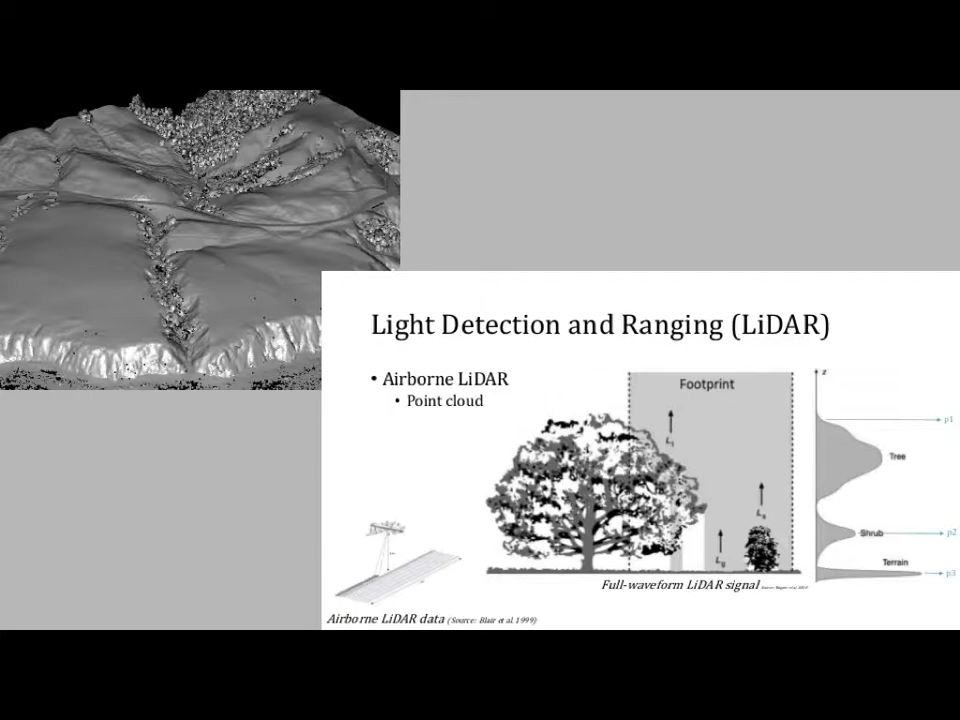 Light Detection and Ranging (LiDAR)
• Airborne LiDAR
• Point cloud
Footprint
z
p1
Tree
p2
Shrub
Terrain
p3
Full-waveform LiDAR signal
Airborne LiDAR data (Source: Blair et al. 1999)